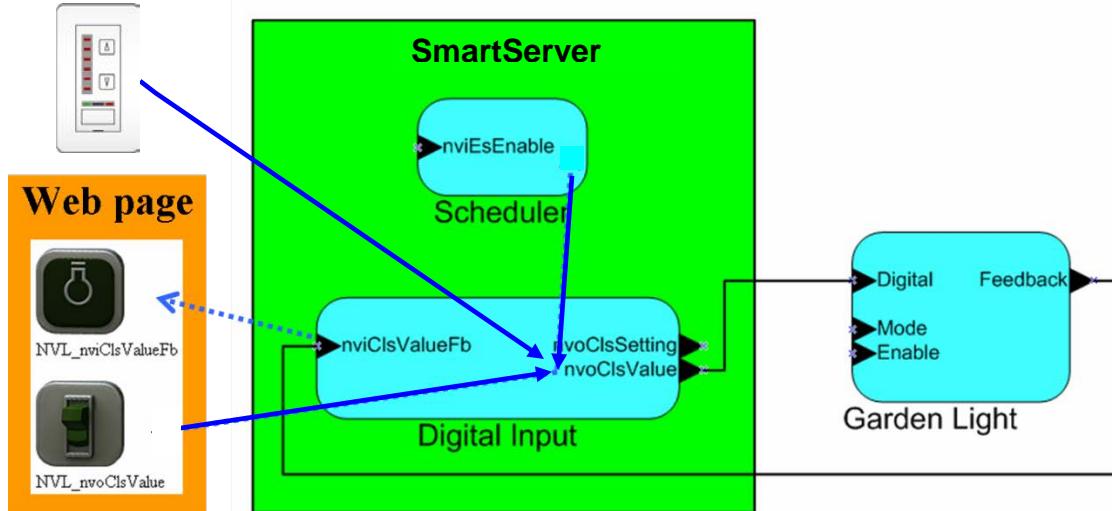 SmartServer
nviEsEnable
Scheduler
Web page
NVL_nviClsValueFb
NVL_nvoClsValue
nviClsValueFb
nvoClsSetting
nvoClsValue
Digital Input
Digital
Feedback
Mode
Enable
Garden Light